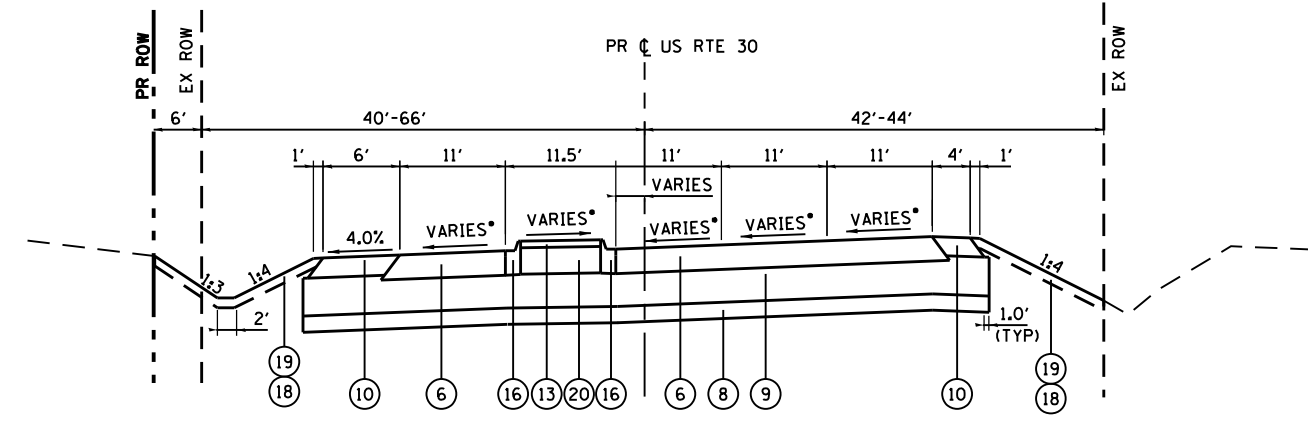 PR ROW
EX ROW
PR ℄ US RTE 30
EX ROW
6'
40'-66'
42'-44'
1'
6'
11'
11.5'
11'
11'
11'
4'
1'
VARIES
4.0%
VARIES•
VARIES•
VARIES•
VARIES•
VARIES•
1:3
1:4
1:4
2'
1.0'
(TYP)
19
18
10
6
16
13
20
16
6
8
9
10
19
18